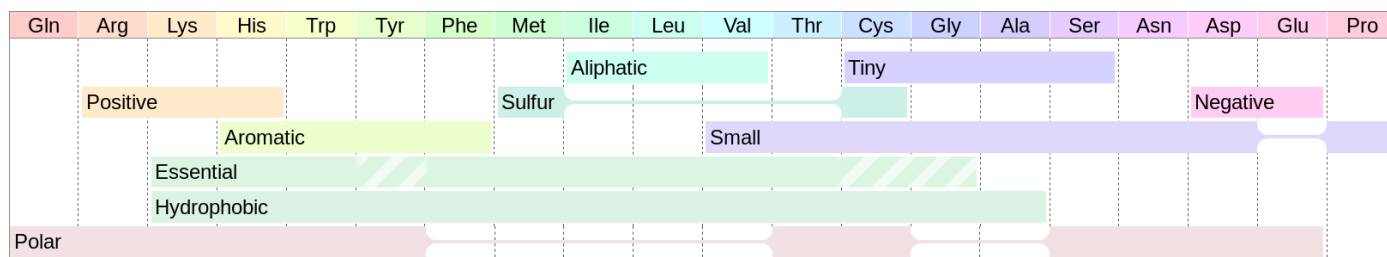 Gln Arg Lys His Trp Tyr Phe Met Ile Leu Val Thr Cys Gly Ala Ser Asn Asp Glu Pro
Aliphatic Tiny
Positive Sulfur Negative
Aromatic Small
Essential
Hydrophobic
Polar